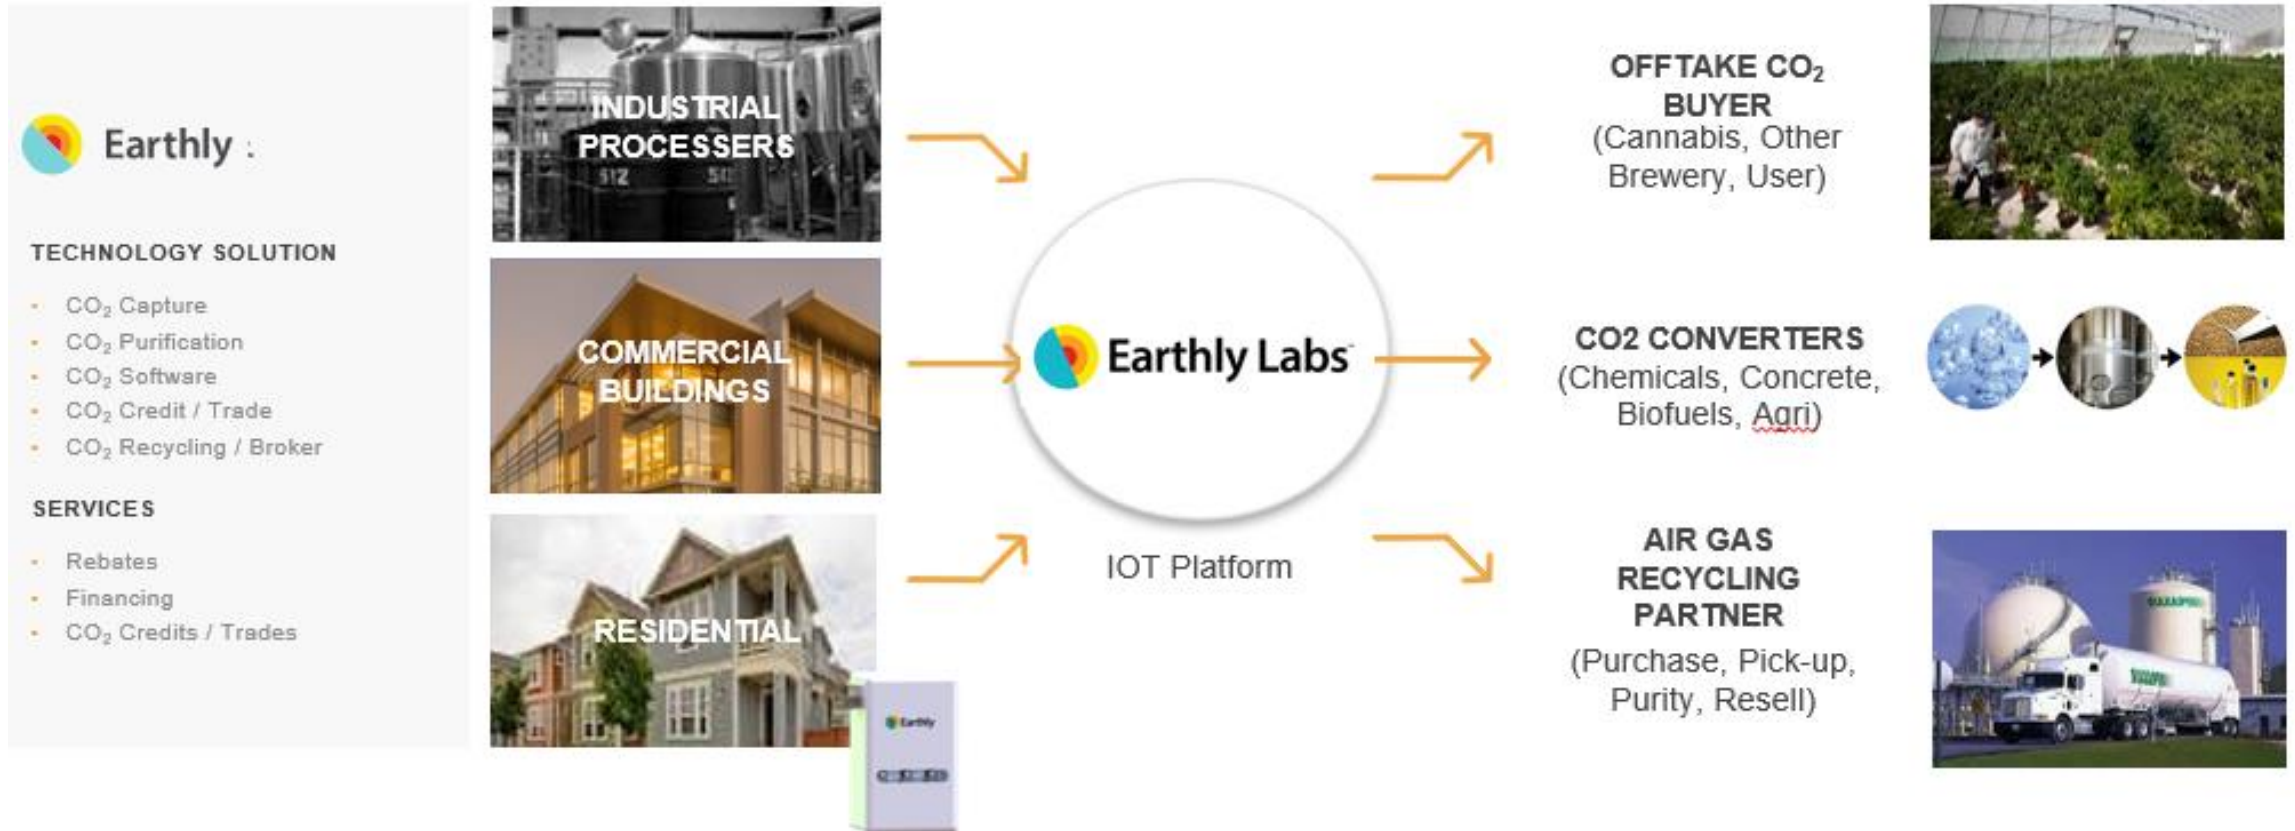 Earthly
TECHNOLOGY SOLUTION
CO₂ Capture
CO₂ Purification
CO₂ Software
CO₂ Credit / Trade
CO₂ Recycling / Broker
SERVICES
Rebates
Financing
CO₂ Credits / Trades
INDUSTRIAL
PROCESSERS
512
COMMERCIAL
BUILDINGS
RESIDENTIAL
Earthly
Earthly Labs
IOT Platform
OFFTAKE CO₂
BUYER
(Cannabis, Other
Brewery, User)
CO2 CONVERTERS
(Chemicals, Concrete,
Biofuels, Agri)
AIR GAS
RECYCLING
PARTNER
(Purchase, Pick-up,
Purity, Resell)